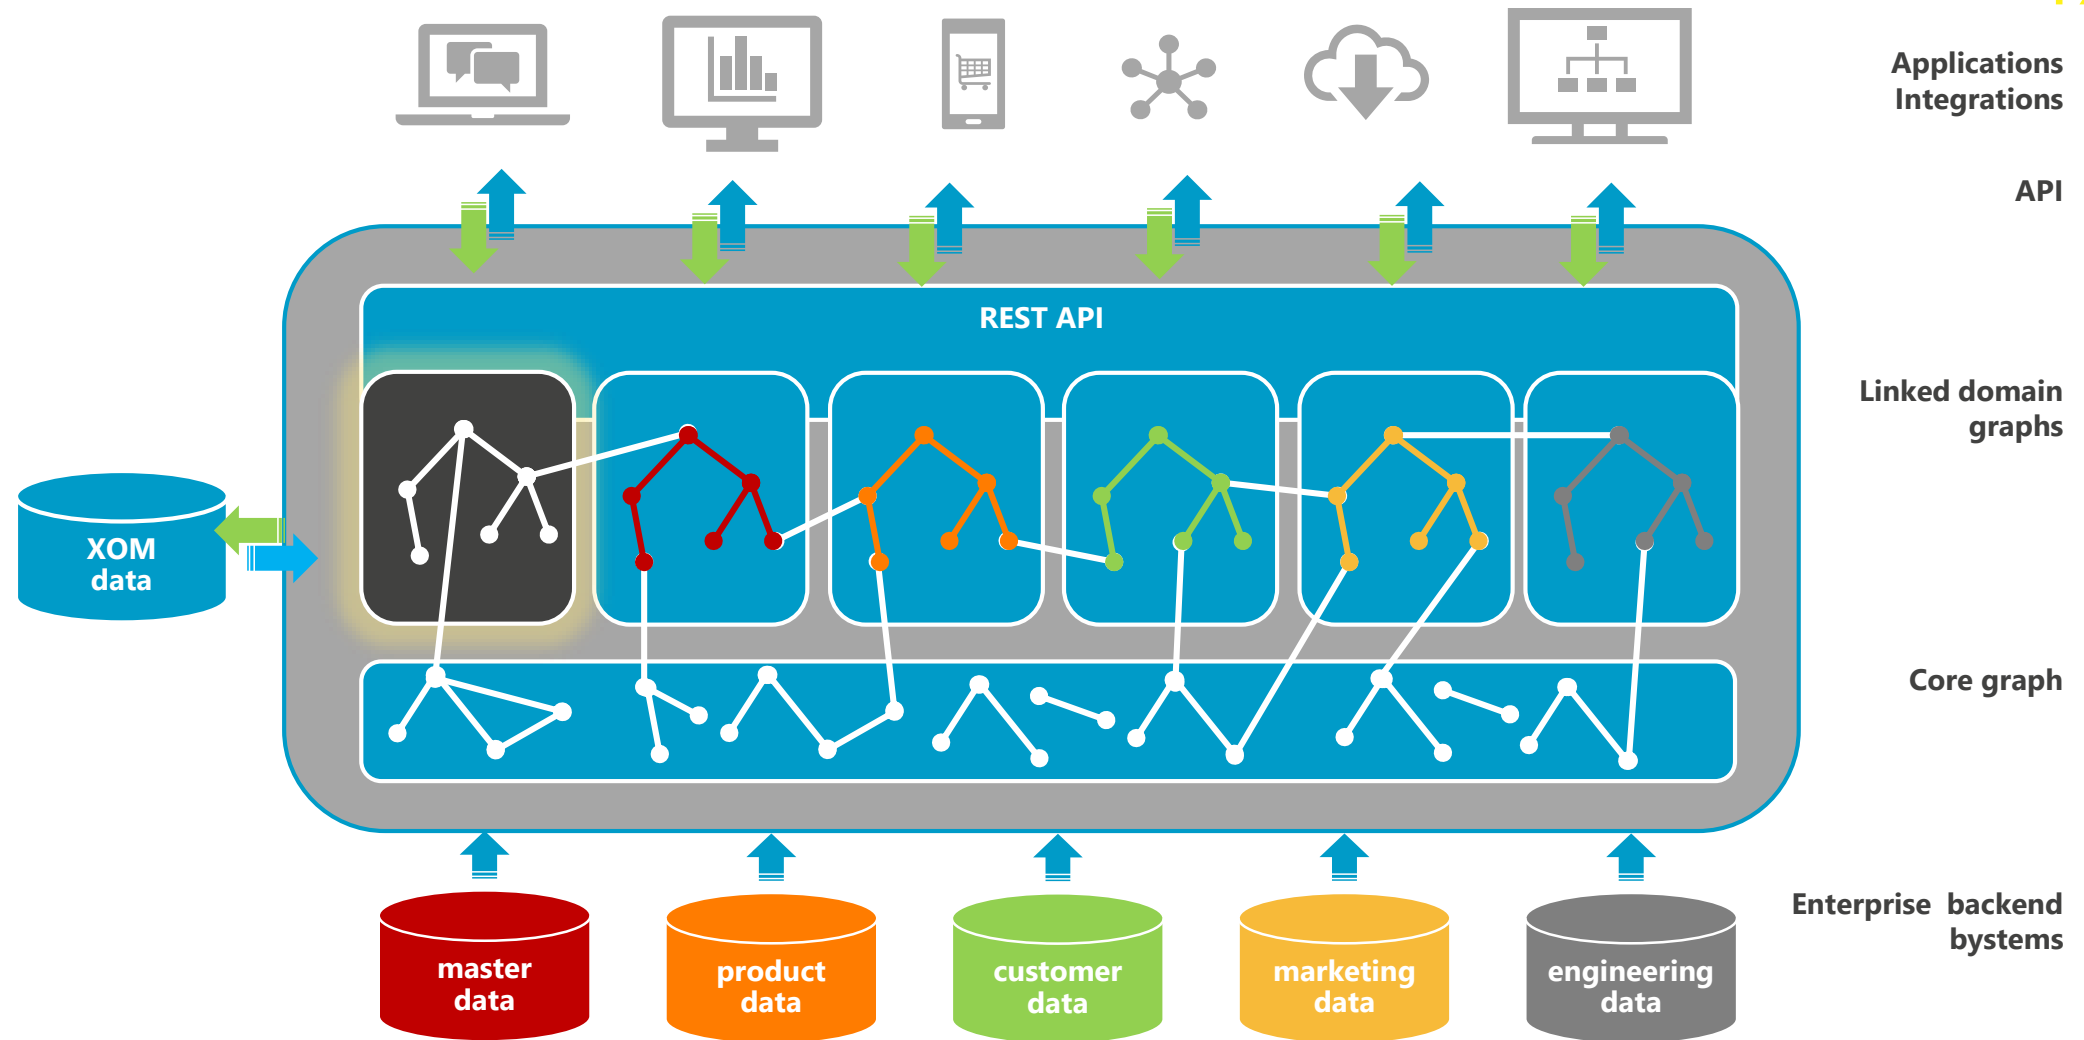 Applications
Integrations
API
REST API
Linked domain
graphs
XOM
data
Core graph
Enterprise backend
bystems
master
data
product
data
customer
data
marketing
data
engineering
data